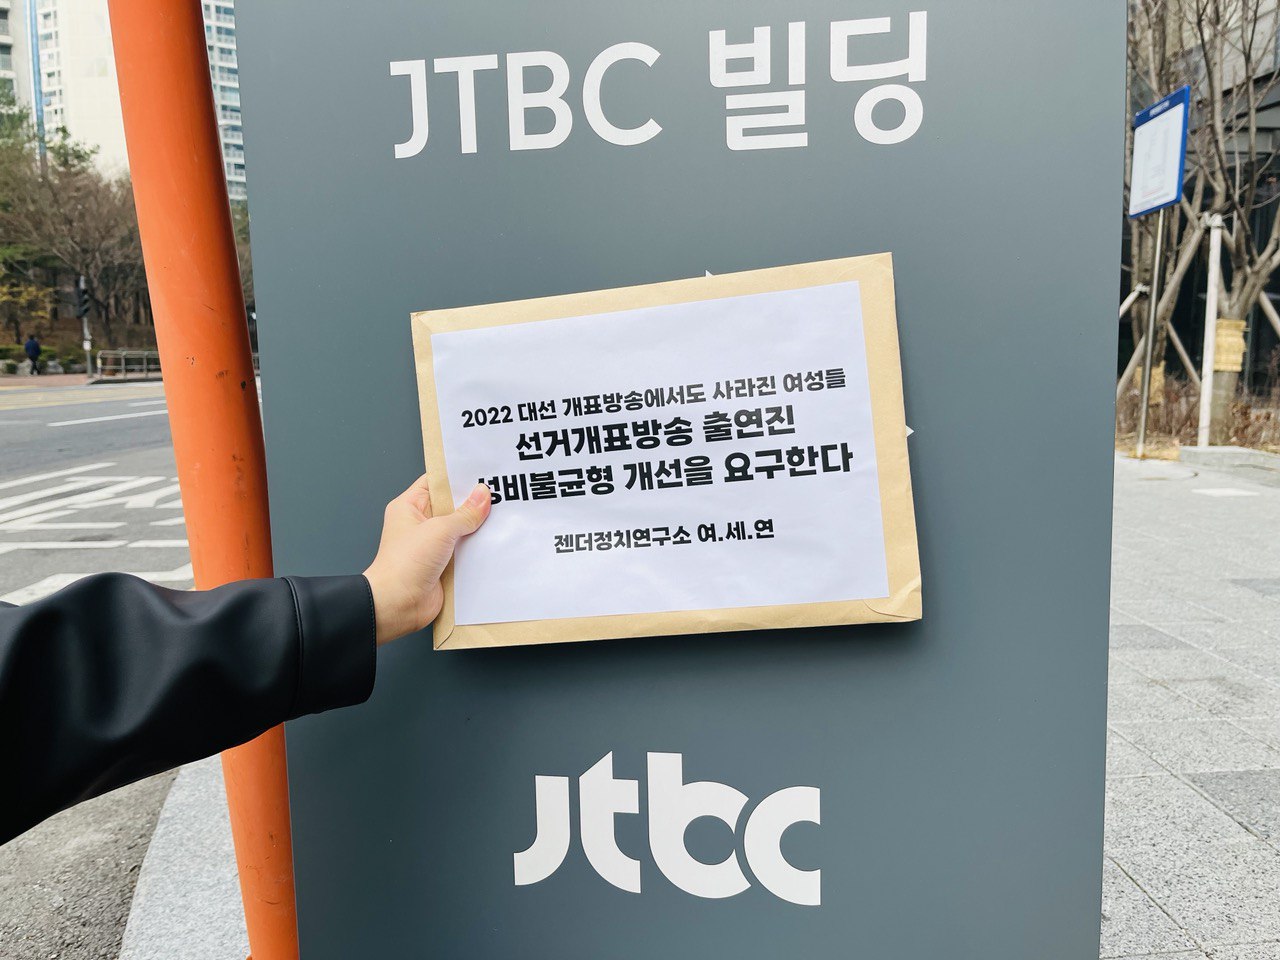 JTBC 빌딩
2022 대선 개표방송에서도 사라진 여성들
선거개표방송 출연진
성비불균형 개선을 요구한다
젠더정치연구소 여.세.연
jtbc